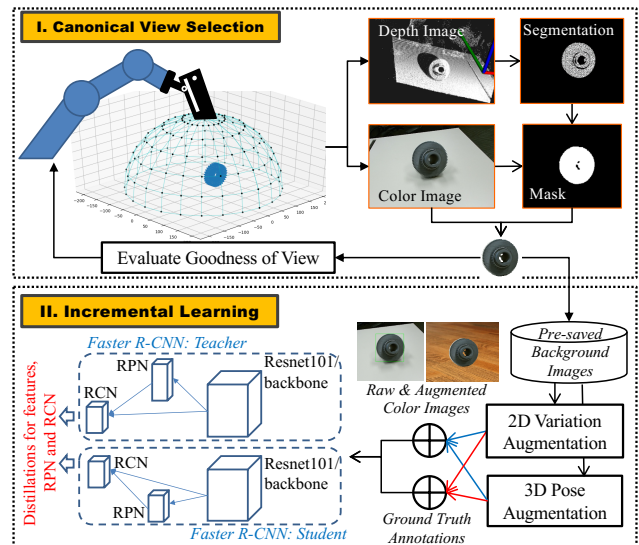 I. Canonical View Selection
Depth Image
Segmentation
Color Image
Mask
Evaluate Goodness of View
II. Incremental Learning
Faster R-CNN: Teacher
RPN
RCN
Resnet101/
backbone
Distillations for features,
RPN and RCN
RCN
RPN
Resnet101/
backbone
Faster R-CNN: Student
Raw & Augmented
Color Images
Pre-saved
Background
Images
2D Variation
Augmentation
3D Pose
Augmentation
Ground Truth
Annotations